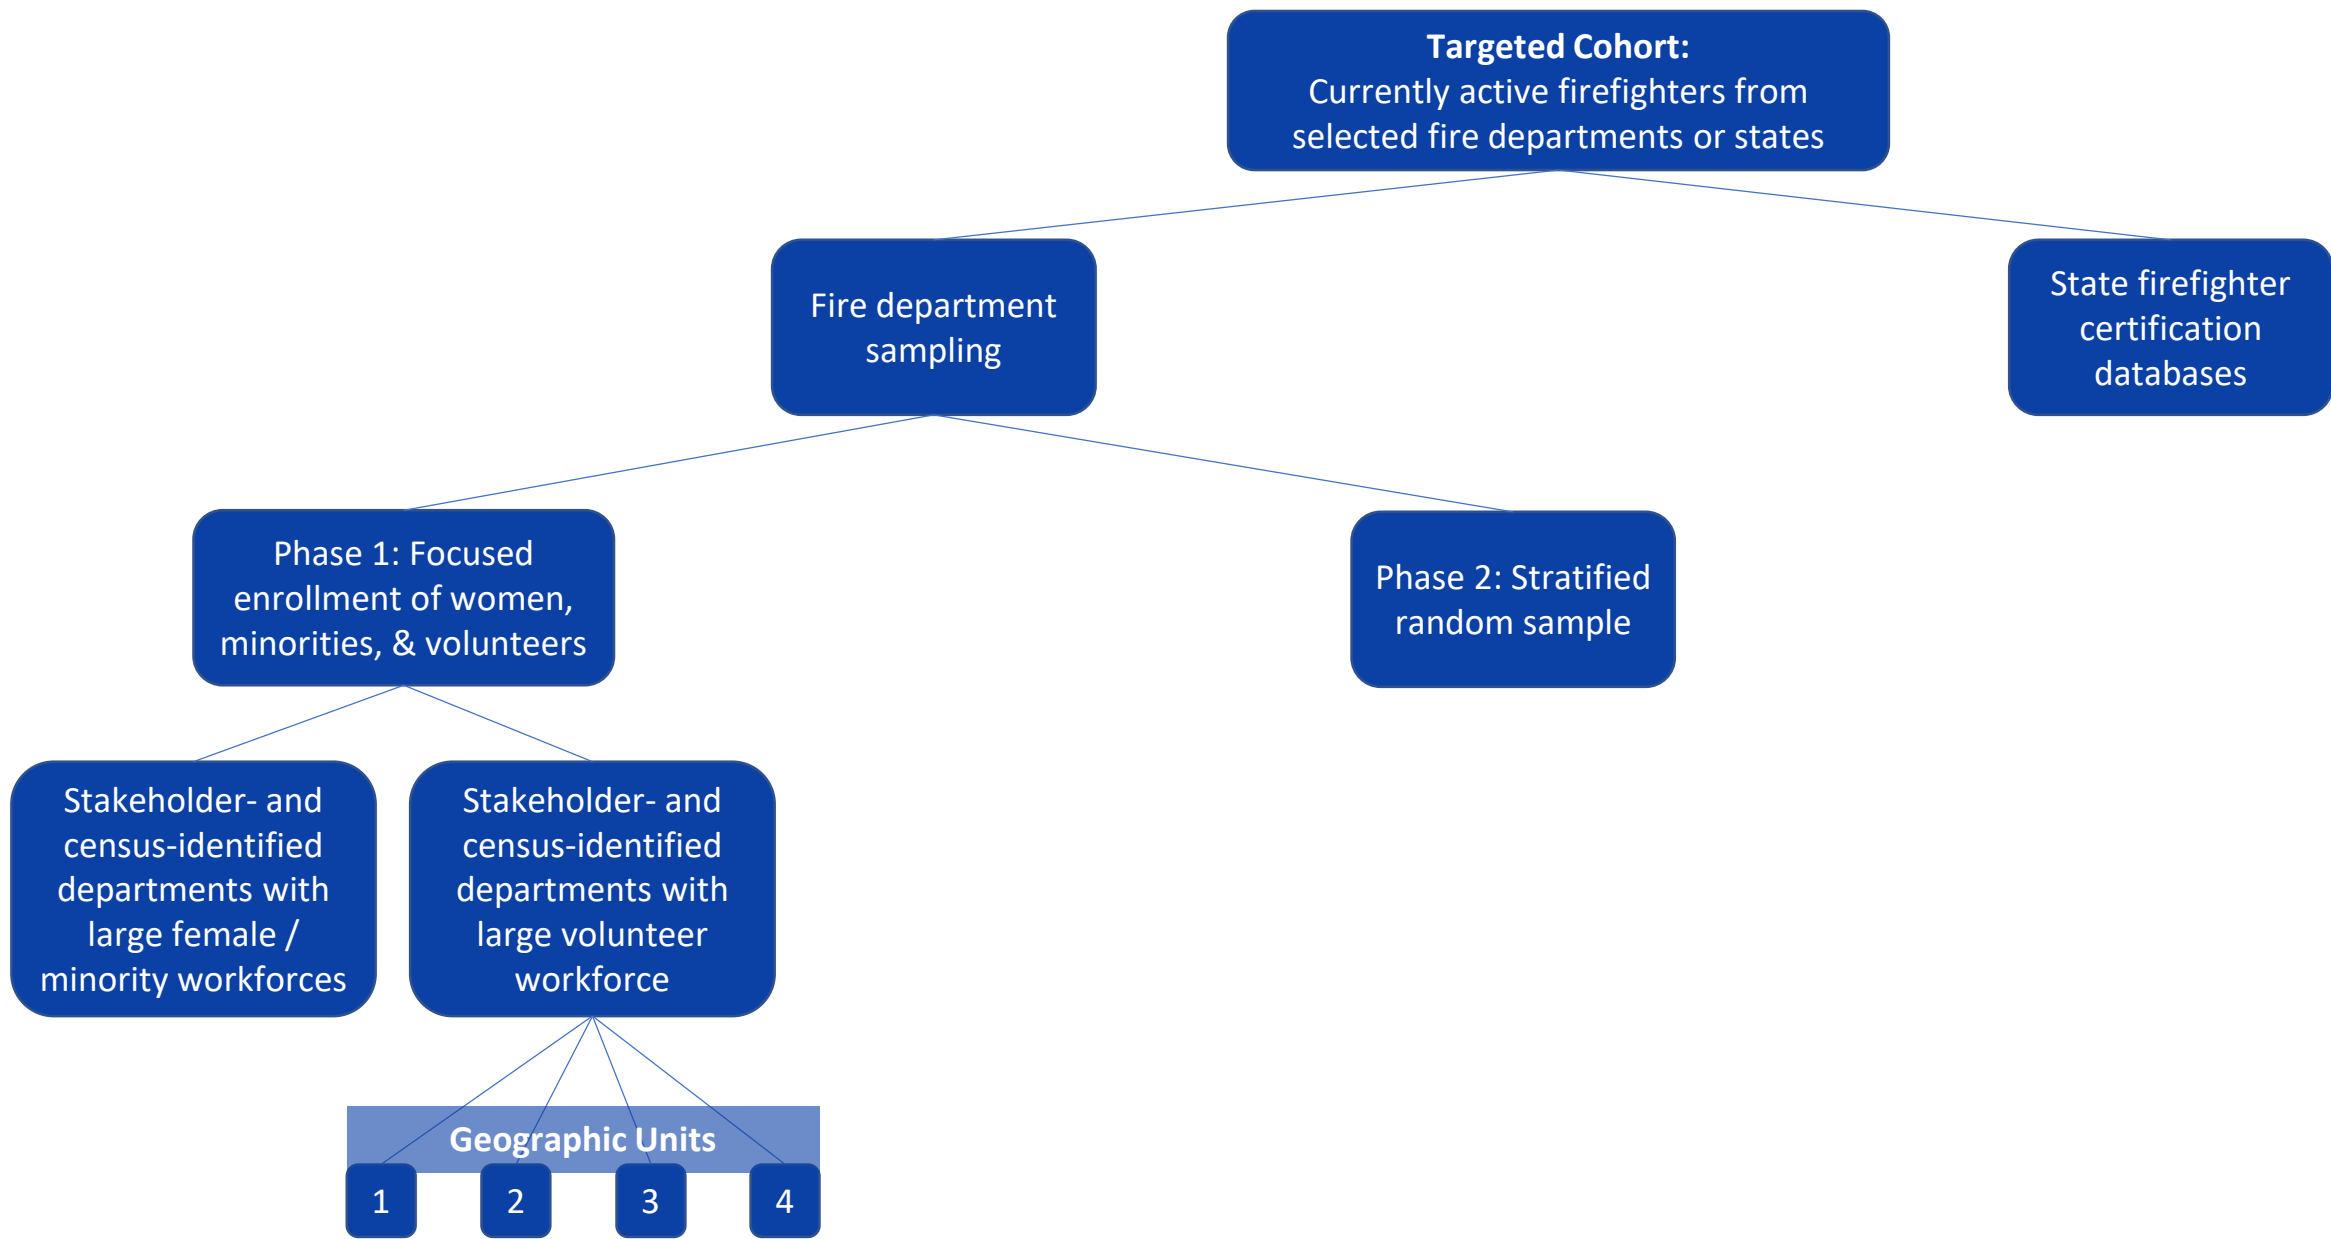 Targeted Cohort:
Currently active firefighters from
selected fire departments or states
Fire department
sampling
State firefighter
certification
databases
Phase 1: Focused
enrollment of women,
minorities, & volunteers
Phase 2: Stratified
random sample
Stakeholder- and
census-identified
departments with
large female /
minority workforces
Stakeholder- and
census-identified
departments with
large volunteer
workforce
Geographic Units
1
2
3
4